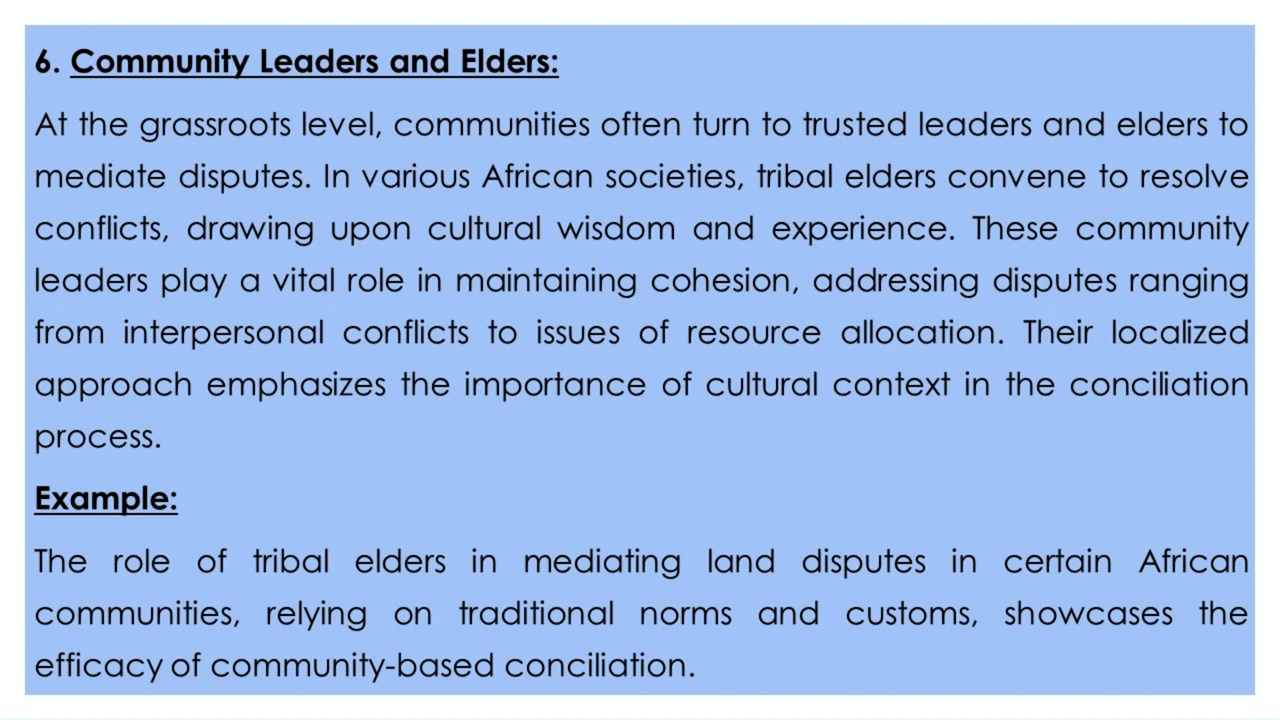 6. Community Leaders and Elders:
At the grassroots level, communities often turn to trusted leaders and elders to
mediate disputes. In various African societies, tribal elders convene to resolve
conflicts, drawing upon cultural wisdom and experience. These community
leaders play a vital role in maintaining cohesion, addressing disputes ranging
from interpersonal conflicts to issues of resource allocation. Their localized
approach emphasizes the importance of cultural context in the conciliation
process.
Example:
The role of tribal elders in mediating land disputes in certain African
communities, relying on traditional norms and customs, showcases the
efficacy of community-based conciliation.